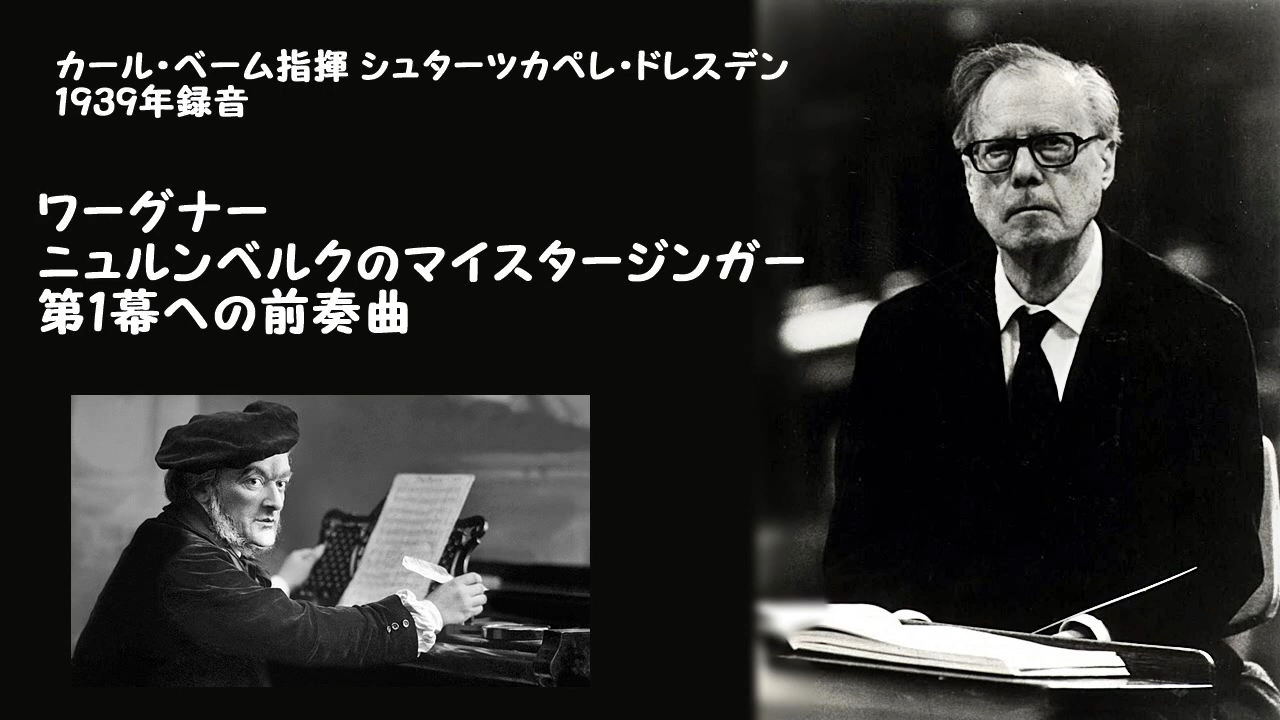 カール・ベーム指揮 シュターツカペレ・ドレスデン
1939年録音
ワーグナー
ニュルンベルクのマイスタージンガー
第1幕への前奏曲